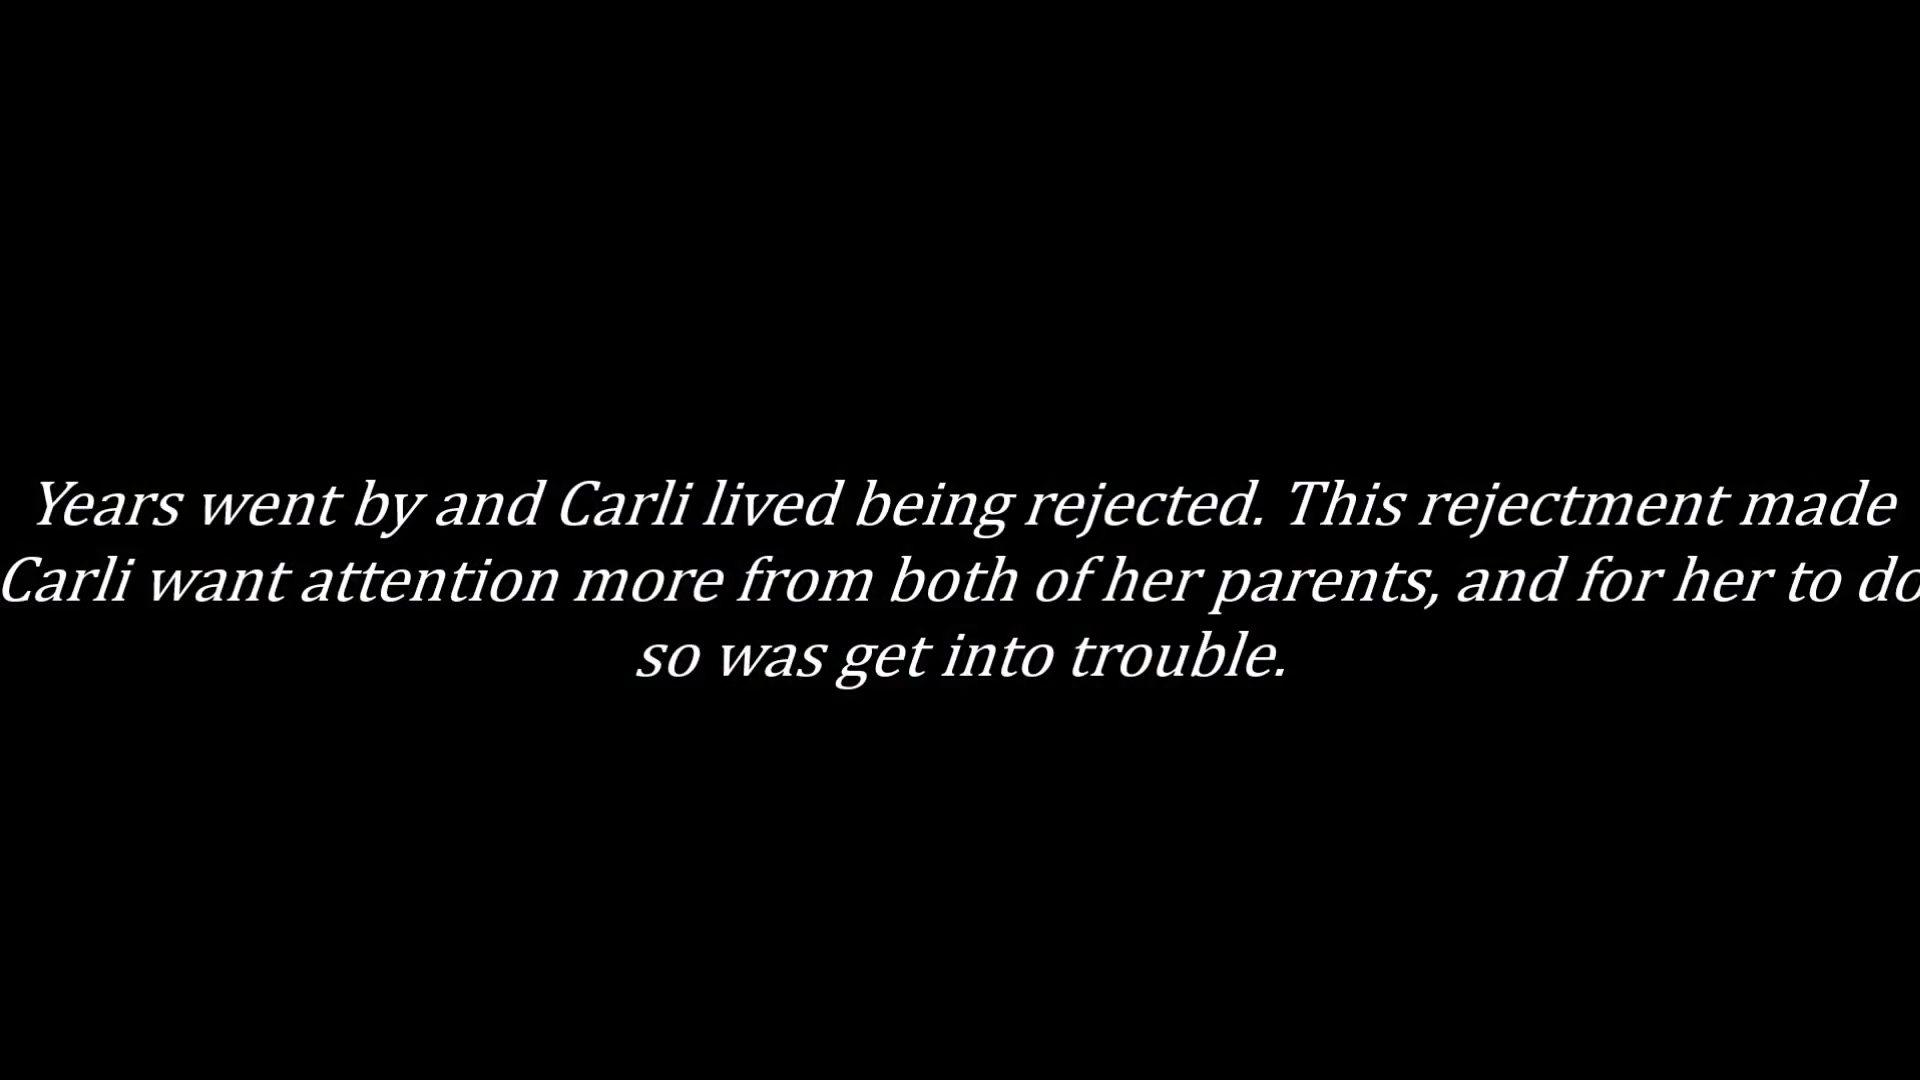 Years went by and Carli lived being rejected. This rejectment made
Carli want attention more from both of her parents, and for her to do
so was get into trouble.